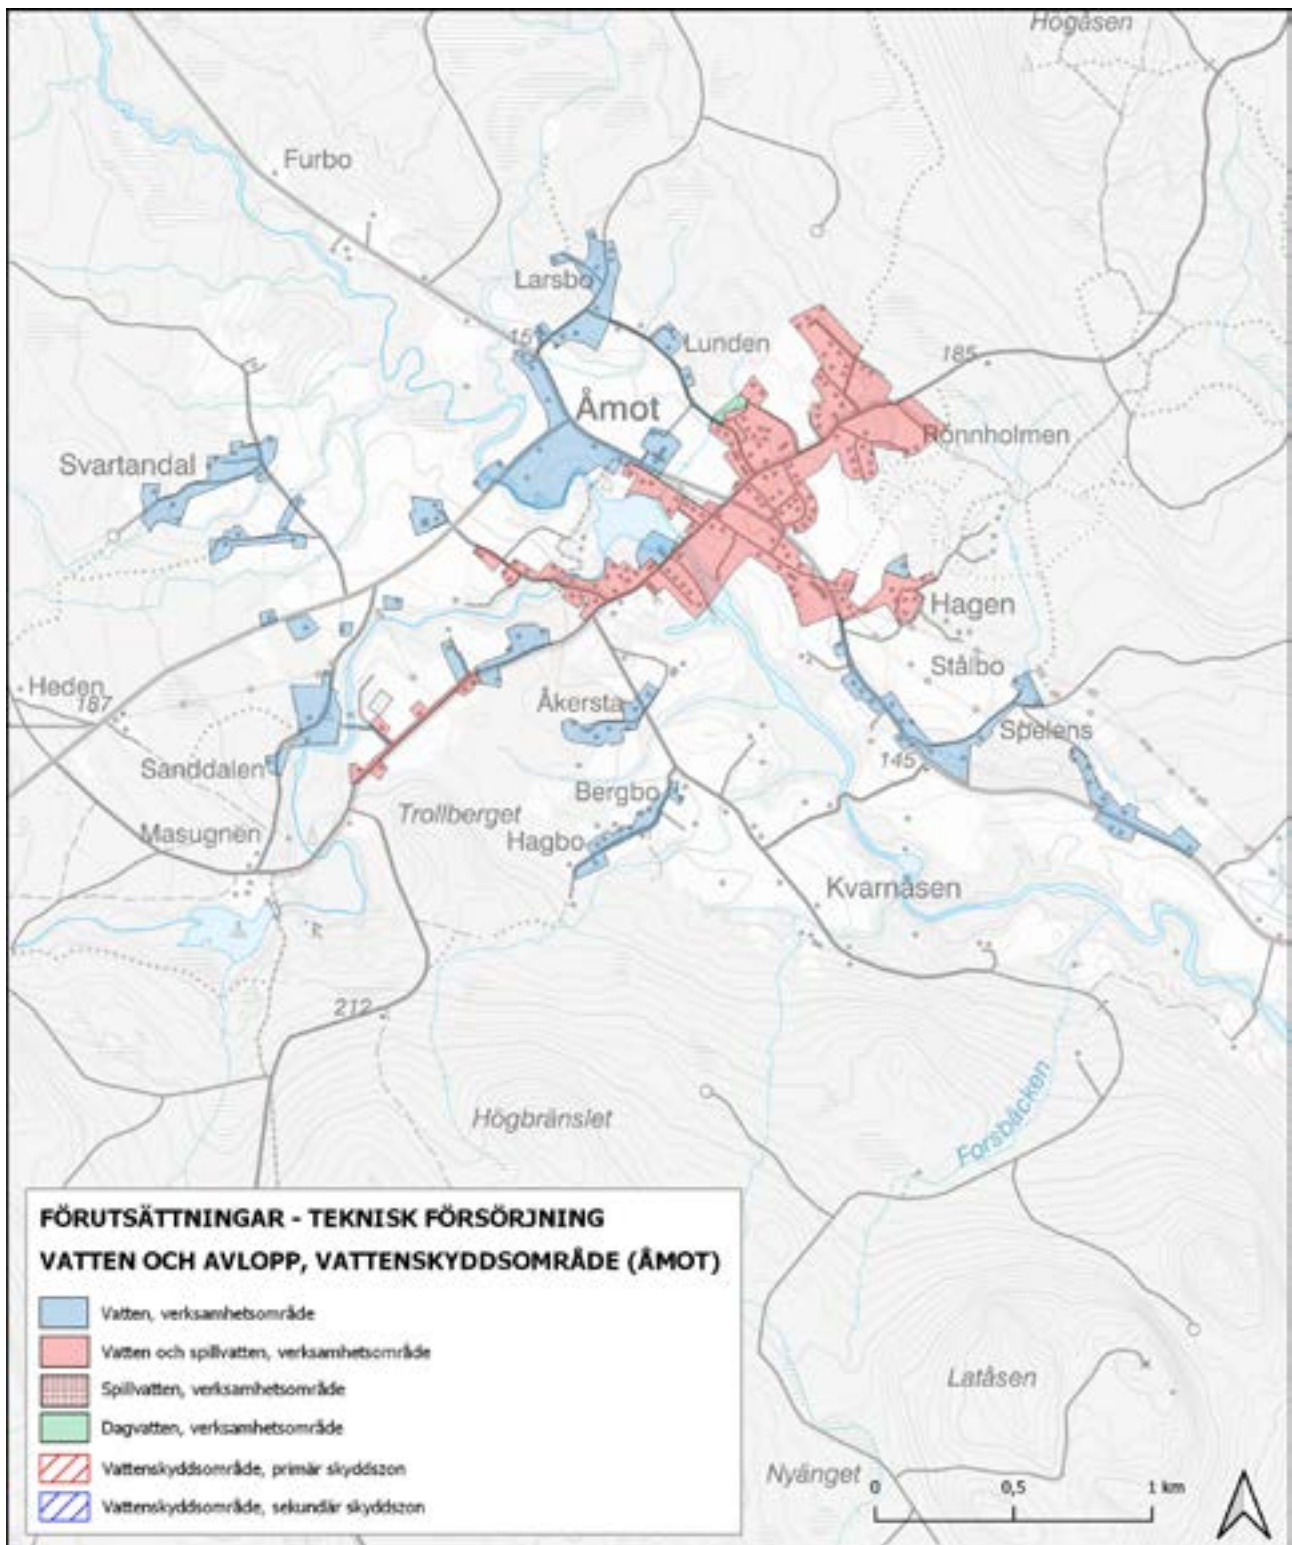 Högåsen
Furbo
Larsbo
15
Lunden
185
Åmot
Rönnholmen
Svartandal
Hagen
Stålbo
Heden
187
Åkersta
Spelens
145
Sanddalen
Bergbo
Trollberget
Masugnen
Hagbo
Kvarnåsen
212
Forsbäcken
Högbränslet
FÖRUTSÄTTNINGAR - TEKNISK FÖRSÖRJNING
VATTEN OCH AVLOPP, VATTENSKYDDSOMRÅDE (ÅMOT)
Vatten, verksamhetsområde
Vatten och spillvatten, verksamhetsområde
Spillvatten, verksamhetsområde
Dagvatten, verksamhetsområde
Vattenskyddsområde, primär skyddszon
Vattenskyddsområde, sekundär skyddszon
Latåsen
Nyänget
0 0,5 1 km